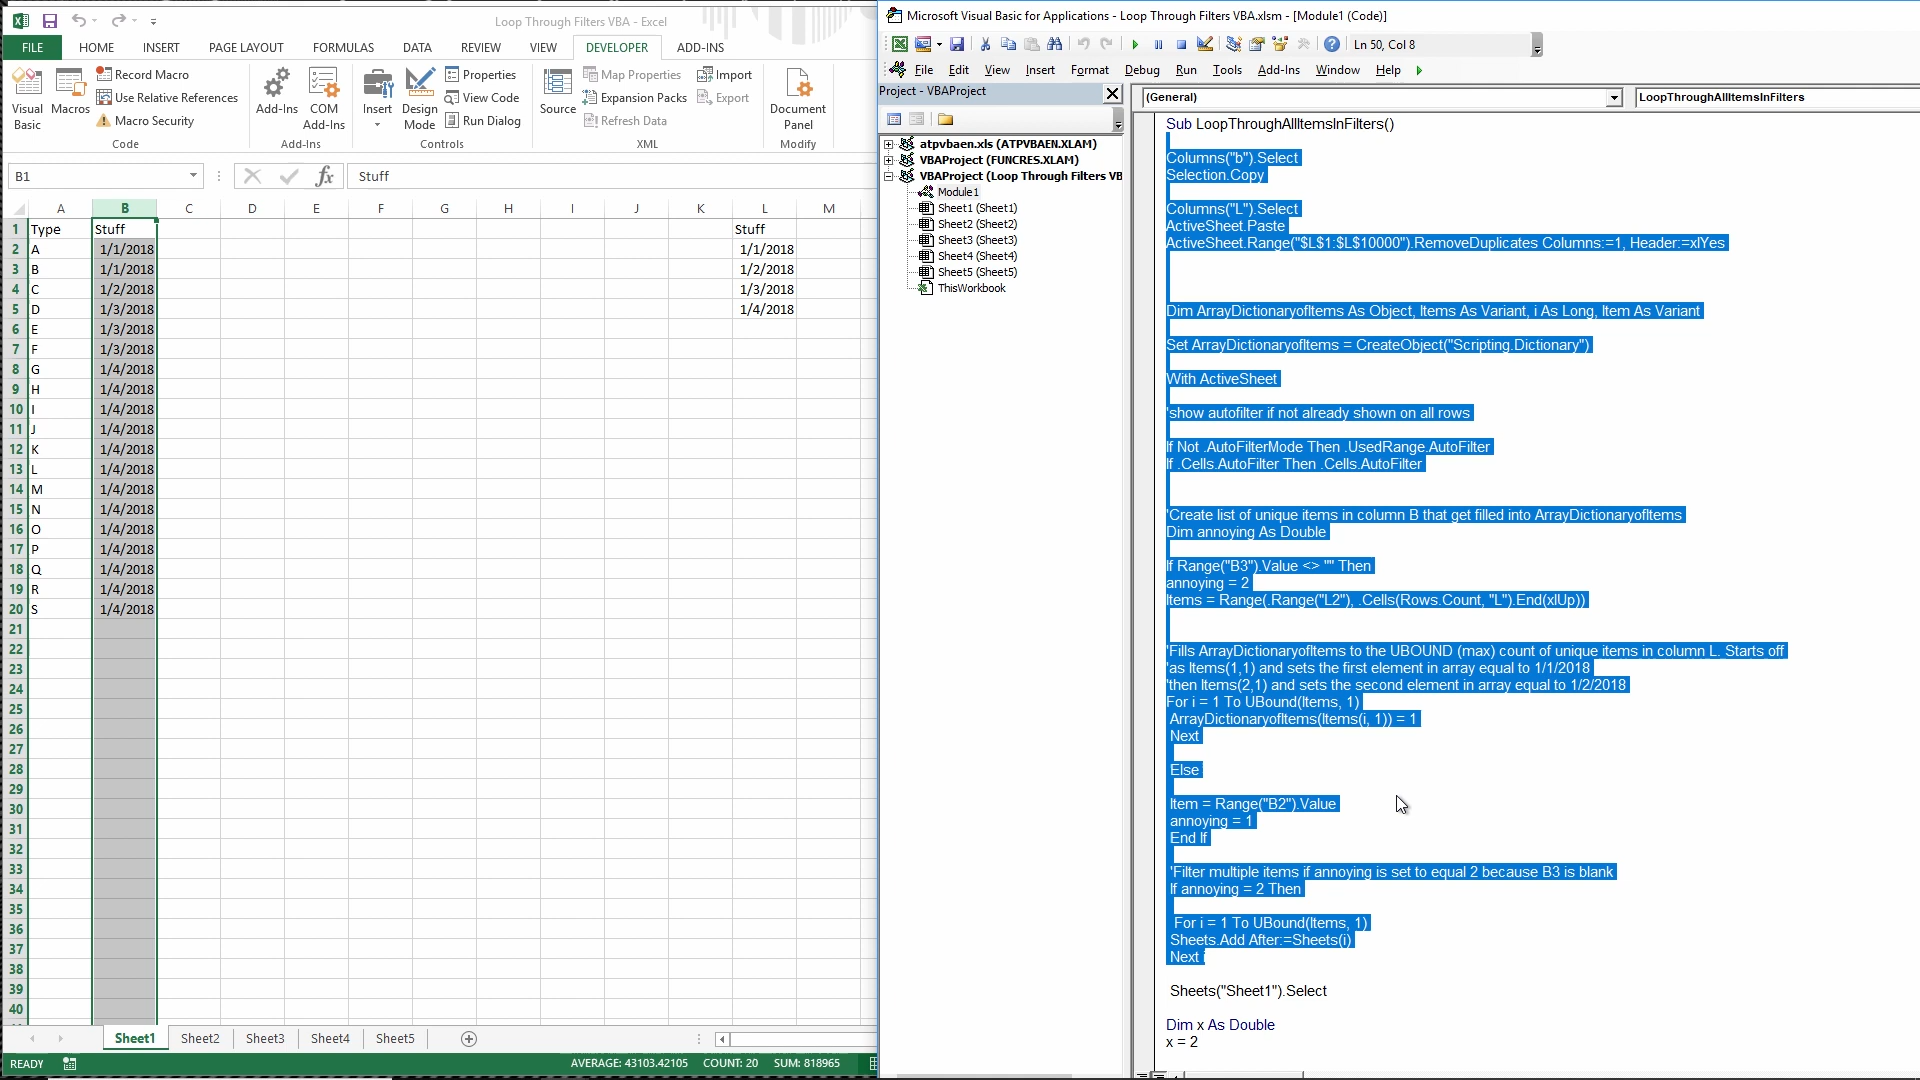 Loop Through Filters VBA - Excel
FILE HOME INSERT PAGE LAYOUT FORMULAS DATA REVIEW VIEW DEVELOPER ADD-INS
Visual Basic
Macros
Record Macro
Use Relative References
Macro Security
Code
Add-Ins
COM Add-Ins
Add-Ins
Insert
Design Mode
Properties
View Code
Run Dialog
Controls
Source
Map Properties
Expansion Packs
Refresh Data
Import
Export
XML
Document Panel
Modify
B1
fx
Stuff
A B C D E F G H I J K L M
1 Type Stuff Stuff
2 A 1/1/2018 1/1/2018
3 B 1/1/2018 1/2/2018
4 C 1/2/2018 1/3/2018
5 D 1/3/2018 1/4/2018
6 E 1/3/2018
7 F 1/3/2018
8 G 1/4/2018
9 H 1/4/2018
10 I 1/4/2018
11 J 1/4/2018
12 K 1/4/2018
13 L 1/4/2018
14 M 1/4/2018
15 N 1/4/2018
16 O 1/4/2018
17 P 1/4/2018
18 Q 1/4/2018
19 R 1/4/2018
20 S 1/4/2018
21
22
23
24
25
26
27
28
29
30
31
32
33
34
35
36
37
38
39
40
Sheet1 Sheet2 Sheet3 Sheet4 Sheet5
READY AVERAGE: 43103.42105 COUNT: 20 SUM: 818965
Microsoft Visual Basic for Applications - Loop Through Filters VBA.xlsm - [Module1 (Code)]
Ln 50, Col 8
File Edit View Insert Format Debug Run Tools Add-Ins Window Help
Project - VBAProject
atpvbaen.xls (ATPVBAEN.XLAM)
VBAProject (FUNCRES.XLAM)
VBAProject (Loop Through Filters VB
Module1
Sheet1 (Sheet1)
Sheet2 (Sheet2)
Sheet3 (Sheet3)
Sheet4 (Sheet4)
Sheet5 (Sheet5)
ThisWorkbook
(General) LoopThroughAllItemsInFilters
Sub LoopThroughAllItemsInFilters()
Columns("b").Select
Selection.Copy
Columns("L").Select
ActiveSheet.Paste
ActiveSheet.Range("$L$1:$L$10000").RemoveDuplicates Columns:=1, Header:=xlYes
Dim ArrayDictionaryofItems As Object, Items As Variant, i As Long, Item As Variant
Set ArrayDictionaryofItems = CreateObject("Scripting.Dictionary")
With ActiveSheet
'show autofilter if not already shown on all rows
If Not .AutoFilterMode Then .UsedRange.AutoFilter
If .Cells.AutoFilter Then .Cells.AutoFilter
'Create list of unique items in column B that get filled into ArrayDictionaryofItems
Dim annoying As Double
If Range("B3").Value <> "" Then
annoying = 2
Items = Range(.Range("L2"), .Cells(Rows.Count, "L").End(xlUp))
'Fills ArrayDictionaryofItems to the UBOUND (max) count of unique items in column L. Starts off
'as Items(1,1) and sets the first element in array equal to 1/1/2018
'then Items(2,1) and sets the second element in array equal to 1/2/2018
For i = 1 To UBound(Items, 1)
ArrayDictionaryofItems(Items(i, 1)) = 1
Next
Else
Item = Range("B2").Value
annoying = 1
End If
'Filter multiple items if annoying is set to equal 2 because B3 is blank
If annoying = 2 Then
For i = 1 To UBound(Items, 1)
Sheets.Add After:=Sheets(i)
Next i
Sheets("Sheet1").Select
Dim x As Double
x = 2